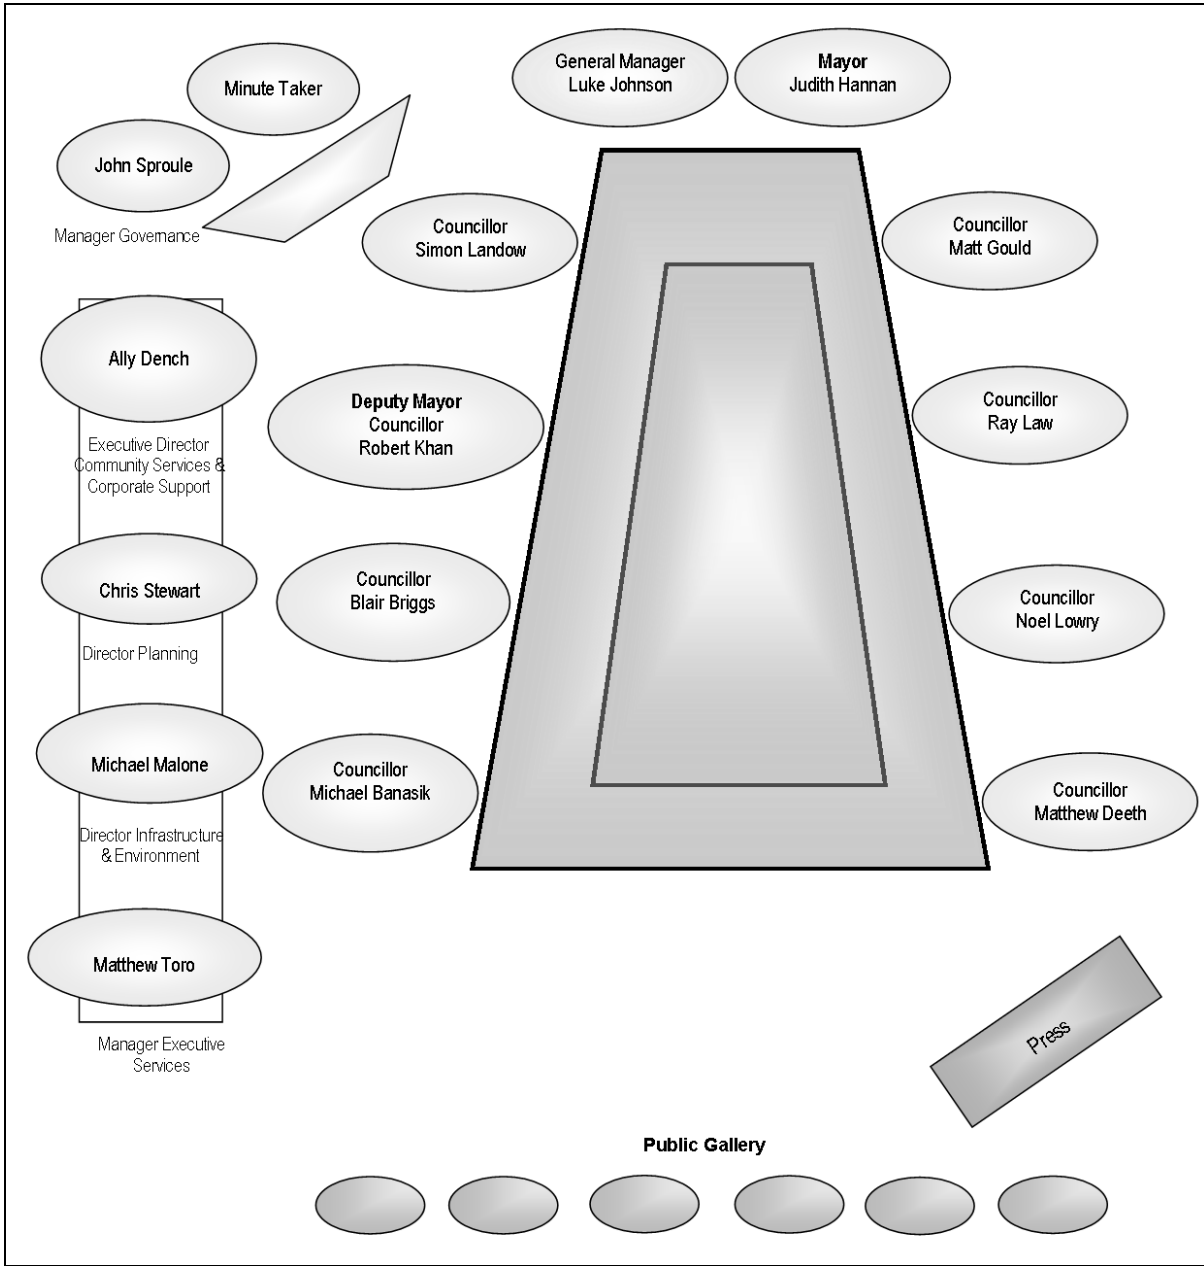 General Manager
Luke Johnson
Mayor
Judith Hannan
Minute Taker
John Sproule
Manager Governance
Councillor
Simon Landow
Councillor
Matt Gould
Ally Dench
Executive Director
Community Services &
Corporate Support
Deputy Mayor
Councillor
Robert Khan
Councillor
Ray Law
Chris Stewart
Director Planning
Councillor
Blair Briggs
Councillor
Noel Lowry
Michael Malone
Director Infrastructure
& Environment
Councillor
Michael Banasik
Councillor
Matthew Deeth
Matthew Toro
Manager Executive
Services
Press
Public Gallery